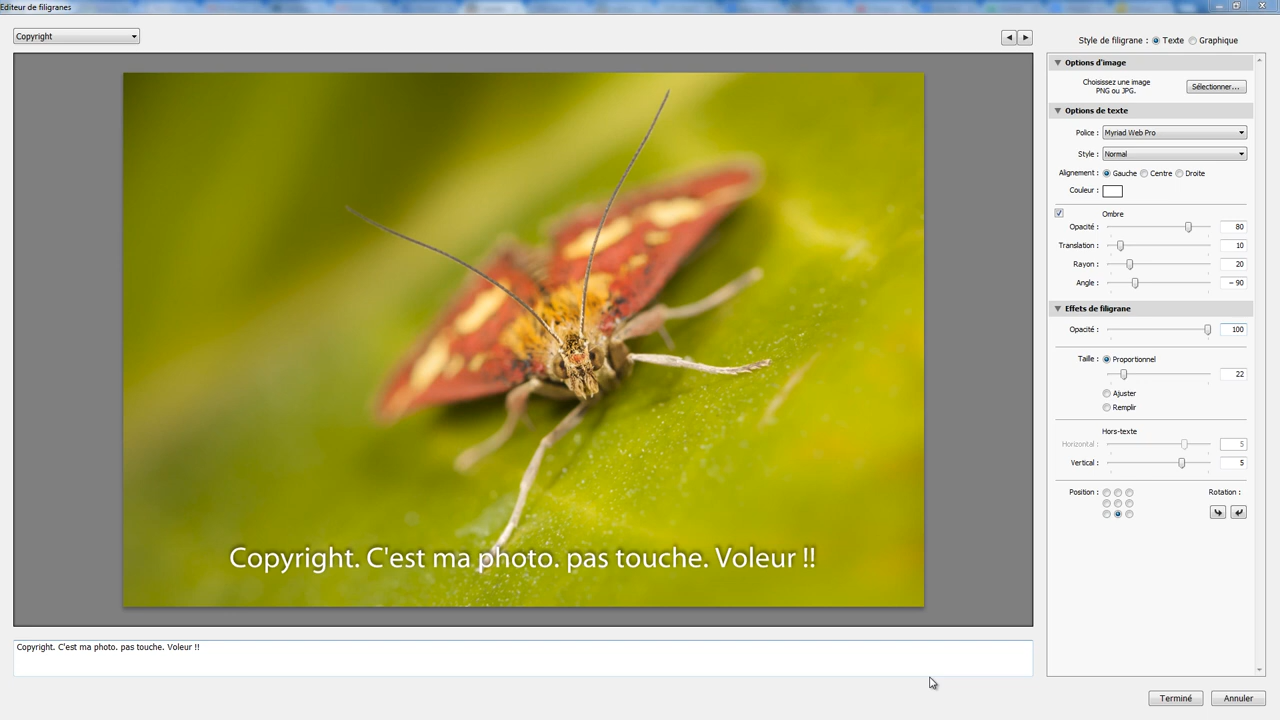 Editeur de filigranes
Copyright
Style de filigrane : Texte Graphique
Options d'image
Choisissez une image
PNG ou JPG.
Sélectionner...
Options de texte
Police : Myriad Web Pro
Style : Normal
Alignement : Gauche Centre Droite
Couleur :
Ombre
Opacité : 80
Translation : 10
Rayon : 20
Angle : – 90
Effets de filigrane
Opacité : 100
Taille : Proportionnel
22
Ajuster
Remplir
Hors-texte
Horizontal : 5
Vertical : 5
Position : Rotation :
Copyright. C'est ma photo. pas touche. Voleur !!
Copyright. C'est ma photo. pas touche. Voleur !!
Terminé Annuler